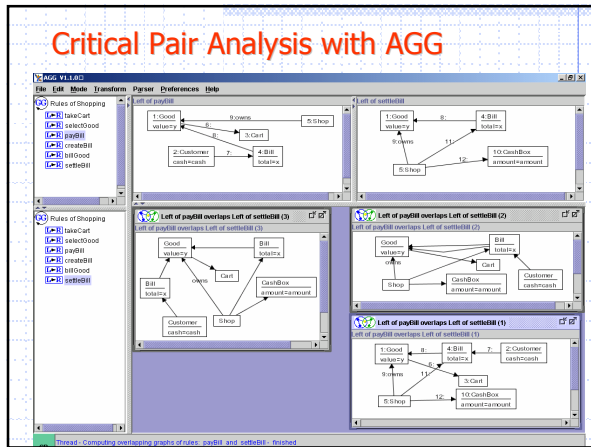 Critical Pair Analysis with AGG
AGG V1.1.0
File Edit Mode Transform Parser Preferences Help
GG Rules of Shopping
L▶R takeCart
L▶R selectGood
L▶R payBill
L▶R createBill
L▶R billGood
L▶R settleBill
Left of payBill
1:Good
value=y
9:owns
5:Shop
6:
3:Cart
8:
2:Customer
cash=cash
7:
4:Bill
total=x
Left of settleBill
1:Good
value=y
8:
4:Bill
total=x
9:owns
11:
5:Shop
12:
10:CashBox
amount=amount
GG Rules of Shopping
L▶R takeCart
L▶R selectGood
L▶R payBill
L▶R createBill
L▶R billGood
L▶R settleBill
Left of payBill overlaps Left of settleBill (3)
Left of payBill overlaps Left of settleBill (3)
Good
value=y
Bill
total=x
owns
Cart
Bill
total=x
CashBox
amount=amount
Customer
cash=cash
Shop
Left of payBill overlaps Left of settleBill (2)
Left of payBill overlaps Left of settleBill (2)
Good
value=y
Bill
total=x
owns
Cart
CashBox
amount=amount
Shop
Customer
cash=cash
Left of payBill overlaps Left of settleBill (1)
Left of payBill overlaps Left of settleBill (1)
1:Good
value=y
8:
4:Bill
total=x
7:
2:Customer
cash=cash
6:
9:owns
11:
3:Cart
5:Shop
12:
10:CashBox
amount=amount
Thread - Computing overlapping graphs of rules: payBill and settleBill - finished